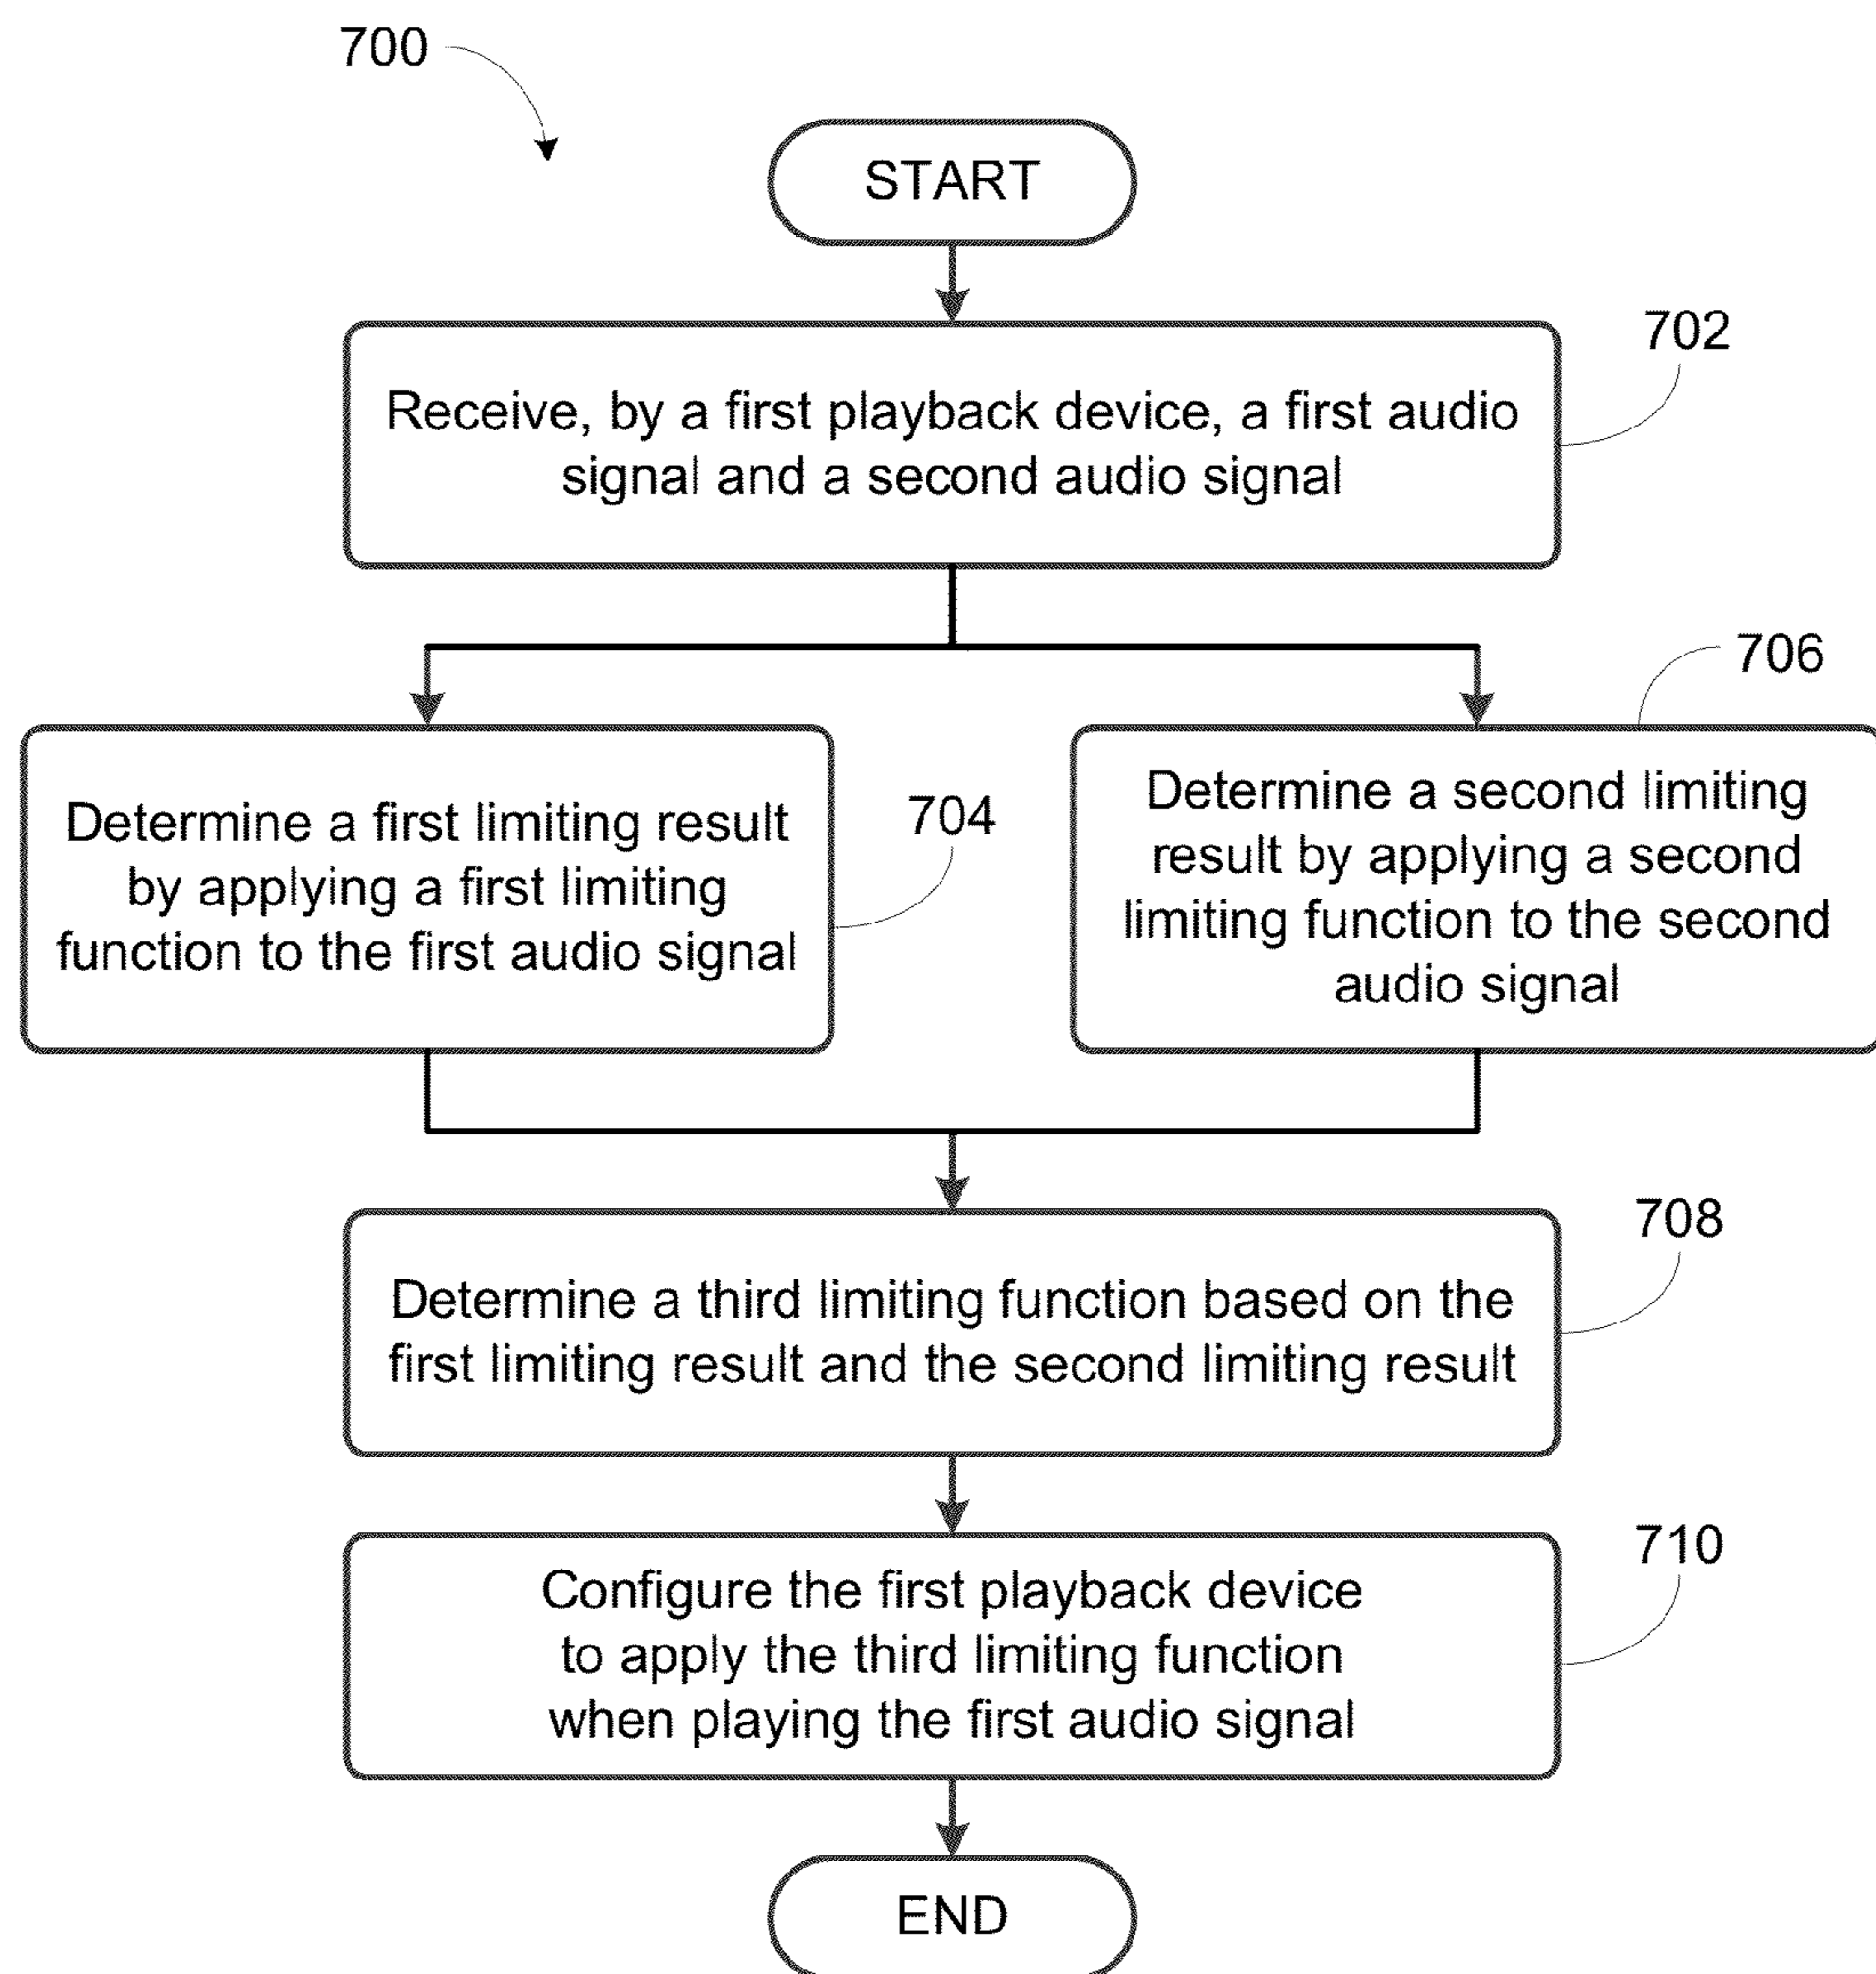 700
START
702
Receive, by a first playback device, a first audio
signal and a second audio signal
706
704
Determine a first limiting result
by applying a first limiting
function to the first audio signal
Determine a second limiting
result by applying a second
limiting function to the second
audio signal
708
Determine a third limiting function based on the
first limiting result and the second limiting result
710
Configure the first playback device
to apply the third limiting function
when playing the first audio signal
END